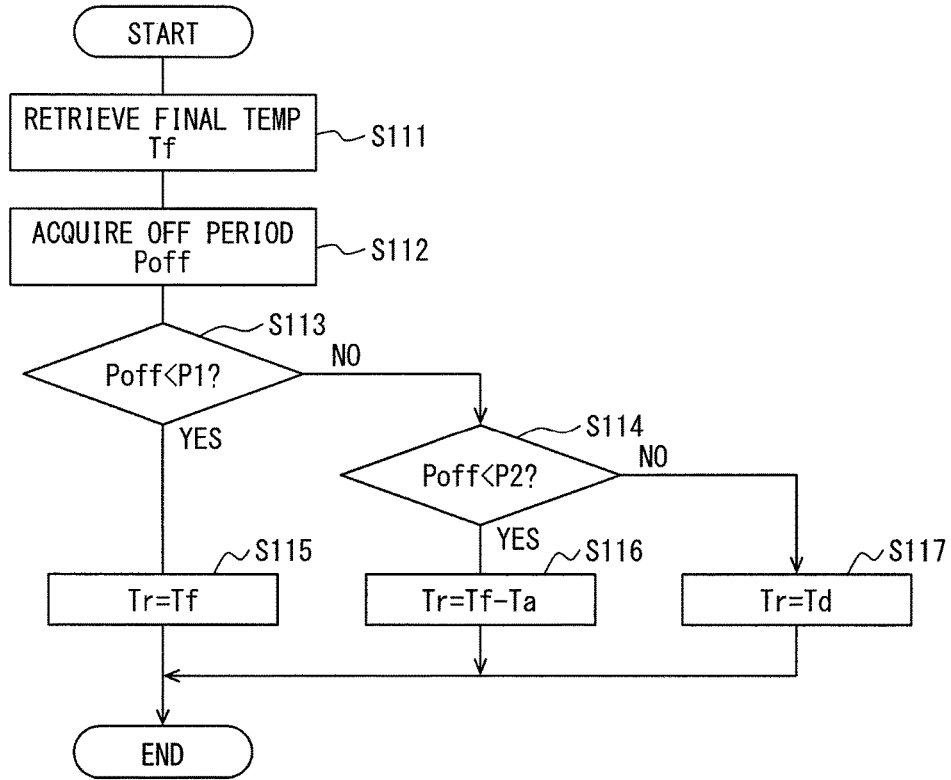 START
RETRIEVE FINAL TEMP
Tf
S111
ACQUIRE OFF PERIOD
Poff
S112
S113
Poff<P1?
NO
YES
S114
Poff<P2?
NO
YES
S115
Tr=Tf
S116
Tr=Tf-Ta
S117
Tr=Td
END